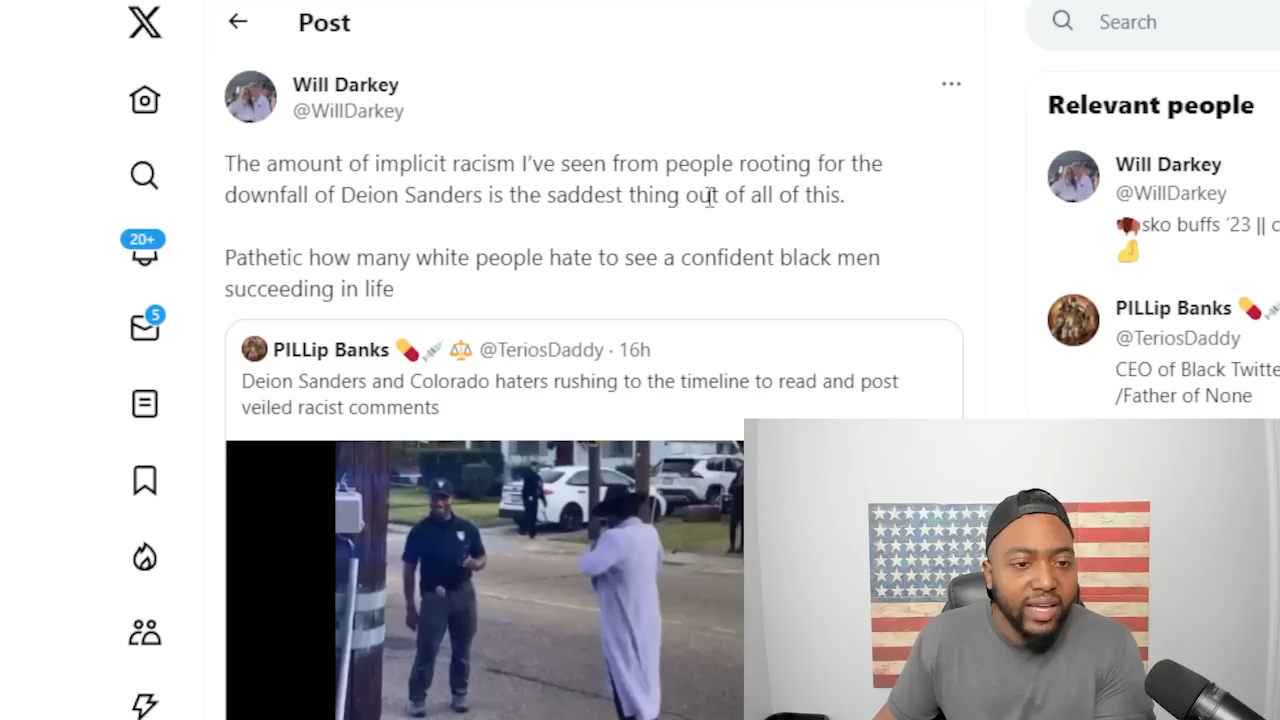 Post
Search
Will Darkey
@WillDarkey
The amount of implicit racism I've seen from people rooting for the
downfall of Deion Sanders is the saddest thing out of all of this.
Pathetic how many white people hate to see a confident black men
succeeding in life
PILLip Banks 💊💉 ⚖️ @TeriosDaddy · 16h
Deion Sanders and Colorado haters rushing to the timeline to read and post
veiled racist comments
20+
5
Relevant people
Will Darkey
@WillDarkey
sko buffs '23 || c
PILLip Banks 💊💉
@TeriosDaddy
CEO of Black Twitte
/Father of None